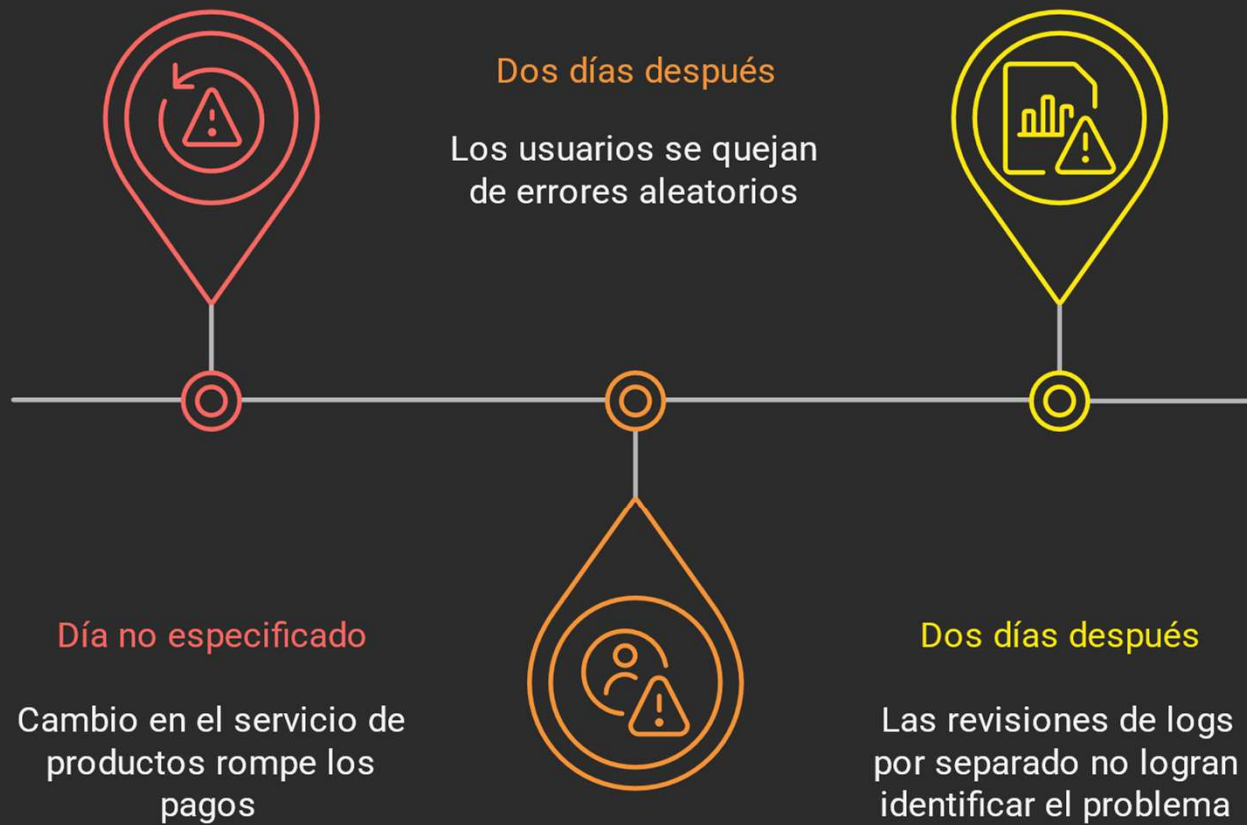 Día no especificado
Cambio en el servicio de
productos rompe los
pagos
Dos días después
Los usuarios se quejan
de errores aleatorios
Dos días después
Las revisiones de logs
por separado no logran
identificar el problema